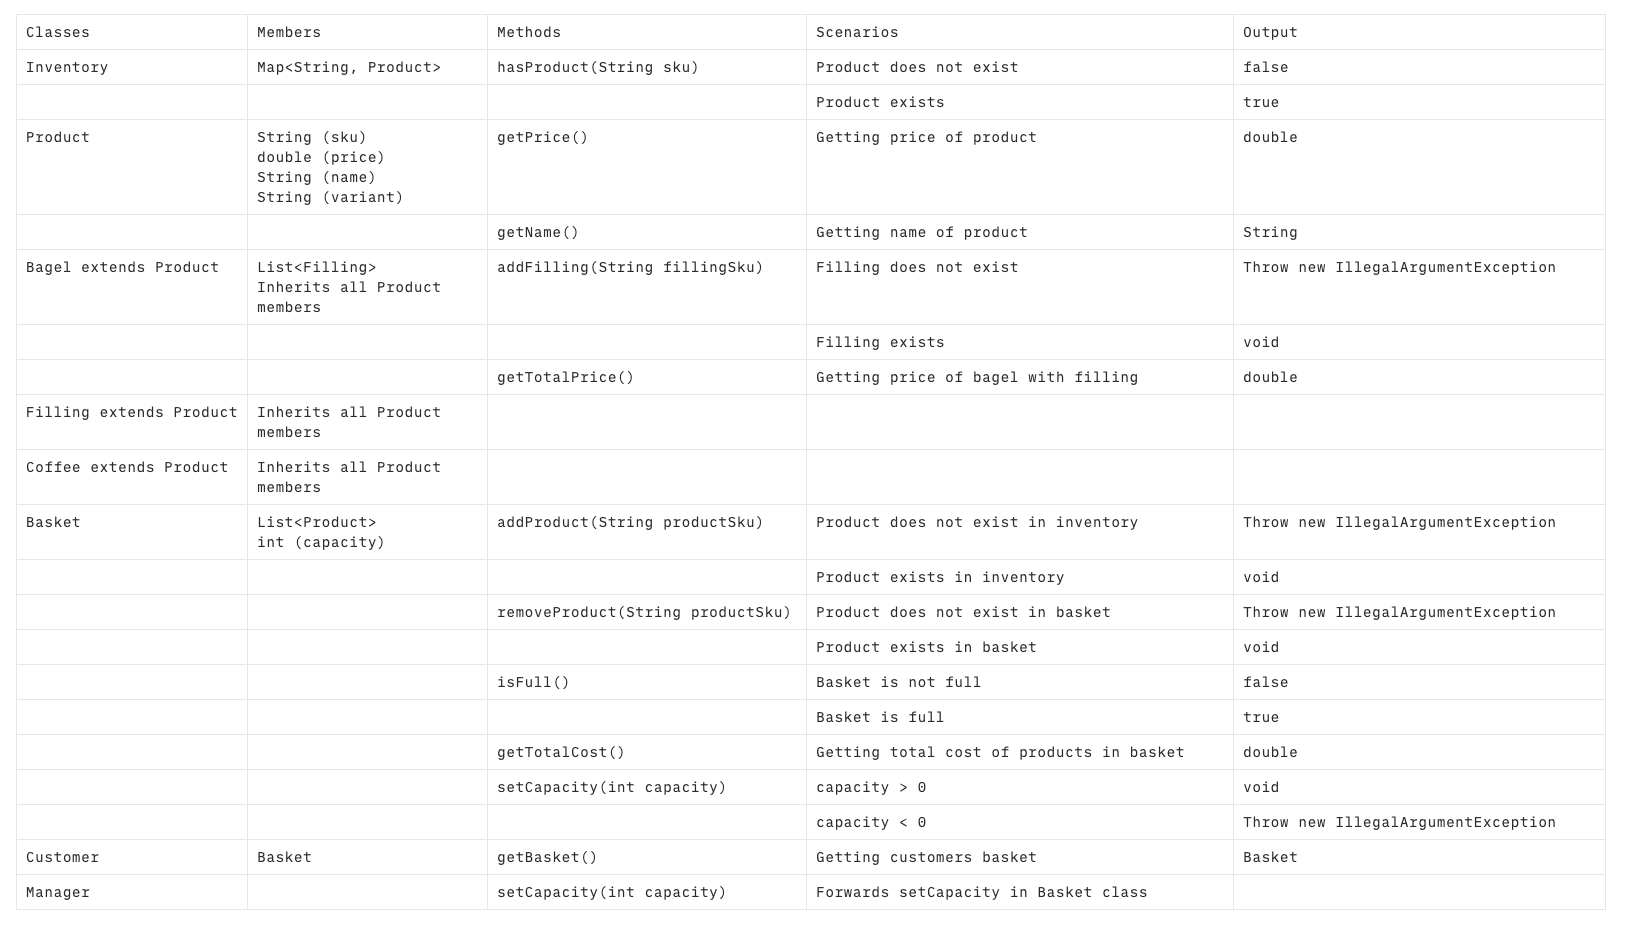 Classes Members Methods Scenarios Output
Inventory Map<String, Product> hasProduct(String sku) Product does not exist false
Product exists true
Product String (sku) getPrice() Getting price of product double
double (price)
String (name)
String (variant)
getName() Getting name of product String
Bagel extends Product List<Filling> addFilling(String fillingSku) Filling does not exist Throw new IllegalArgumentException
Inherits all Product
members
Filling exists void
getTotalPrice() Getting price of bagel with filling double
Filling extends Product Inherits all Product
members
Coffee extends Product Inherits all Product
members
Basket List<Product> addProduct(String productSku) Product does not exist in inventory Throw new IllegalArgumentException
int (capacity)
Product exists in inventory void
removeProduct(String productSku) Product does not exist in basket Throw new IllegalArgumentException
Product exists in basket void
isFull() Basket is not full false
Basket is full true
getTotalCost() Getting total cost of products in basket double
setCapacity(int capacity) capacity > 0 void
capacity < 0 Throw new IllegalArgumentException
Customer Basket getBasket() Getting customers basket Basket
Manager setCapacity(int capacity) Forwards setCapacity in Basket class